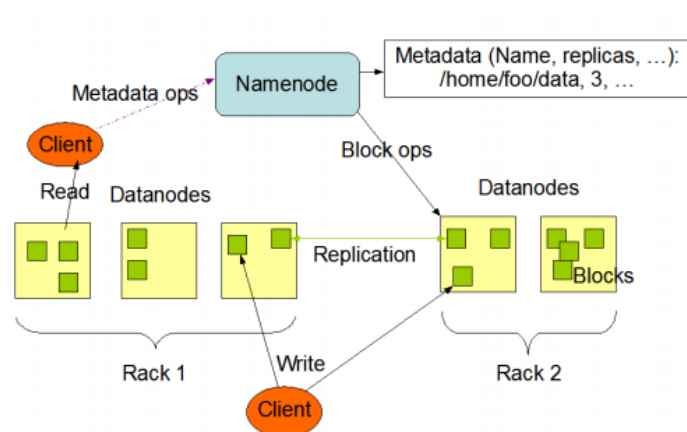 Metadata (Name, replicas, …):
/home/foo/data, 3, …
Namenode
Metadata ops
Client
Block ops
Read
Datanodes
Datanodes
Replication
Blocks
Write
Rack 1
Rack 2
Client